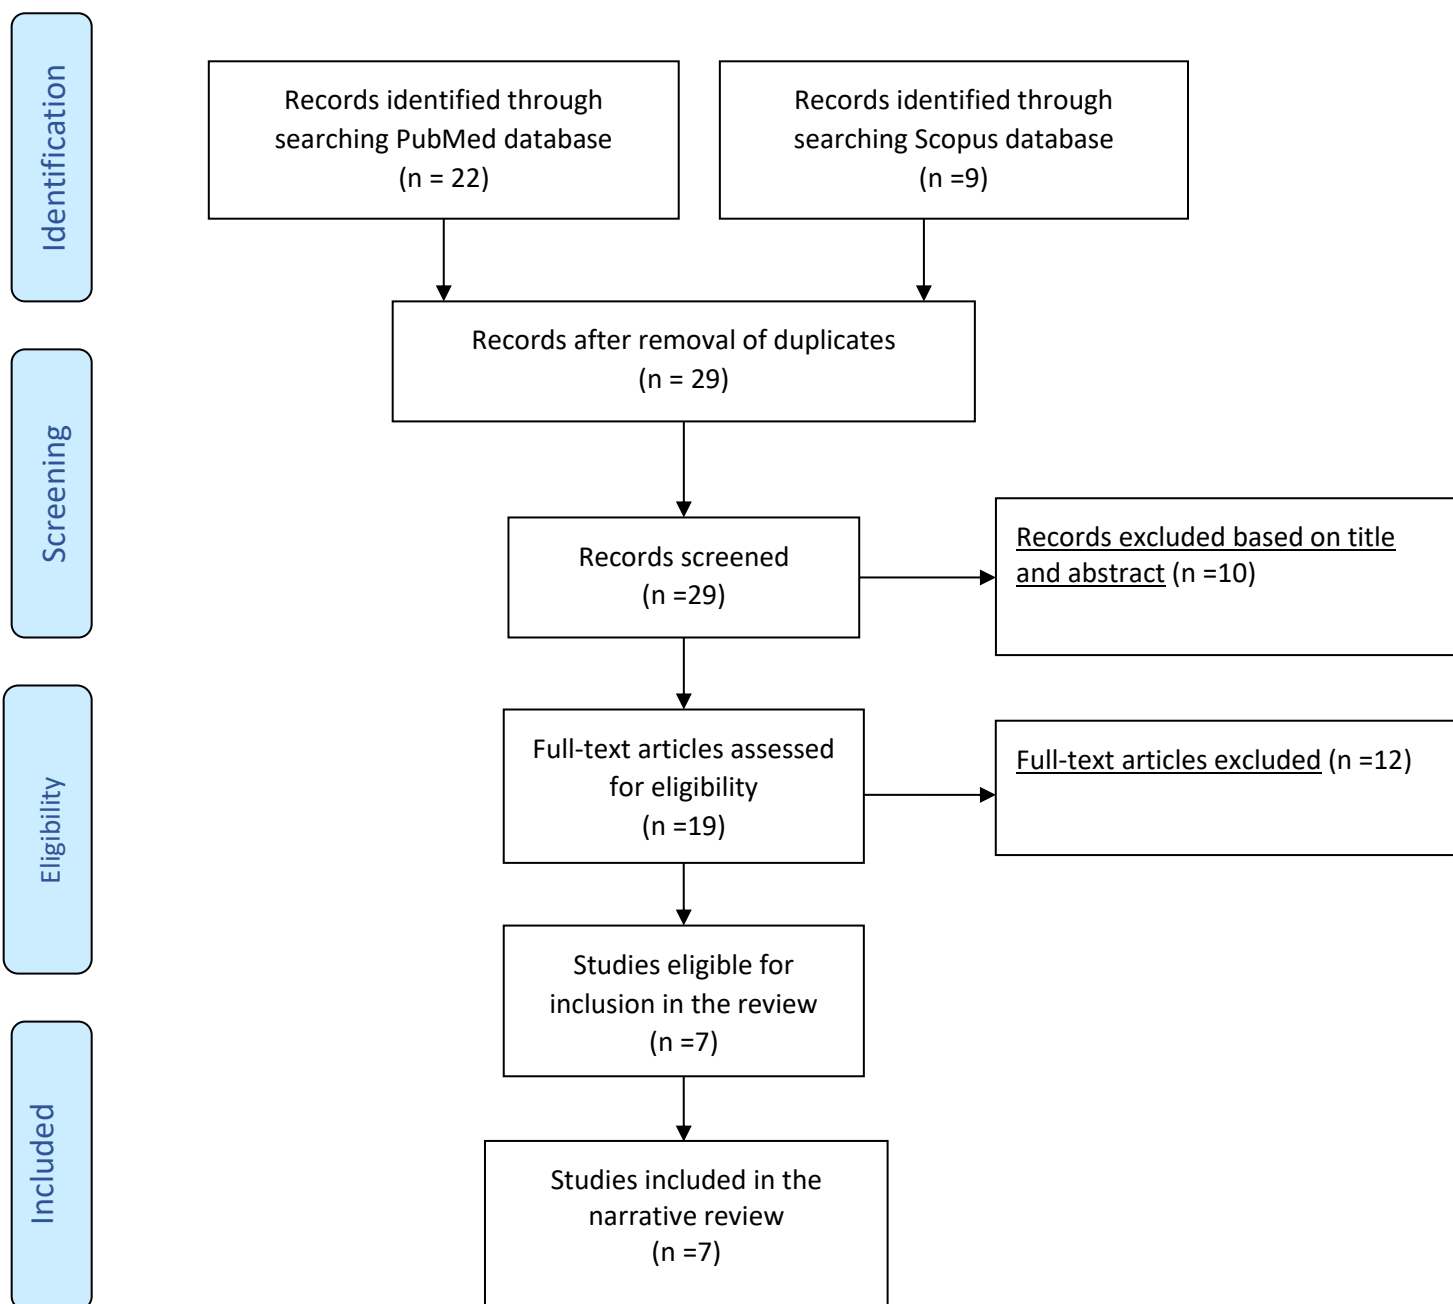 Identification
Records identified through
searching PubMed database
(n = 22)
Records identified through
searching Scopus database
(n =9)
Records after removal of duplicates
(n = 29)
Screening
Records screened
(n =29)
Records excluded based on title
and abstract (n =10)
Eligibility
Full-text articles assessed
for eligibility
(n =19)
Full-text articles excluded (n =12)
Studies eligible for
inclusion in the review
(n =7)
Included
Studies included in the
narrative review
(n =7)